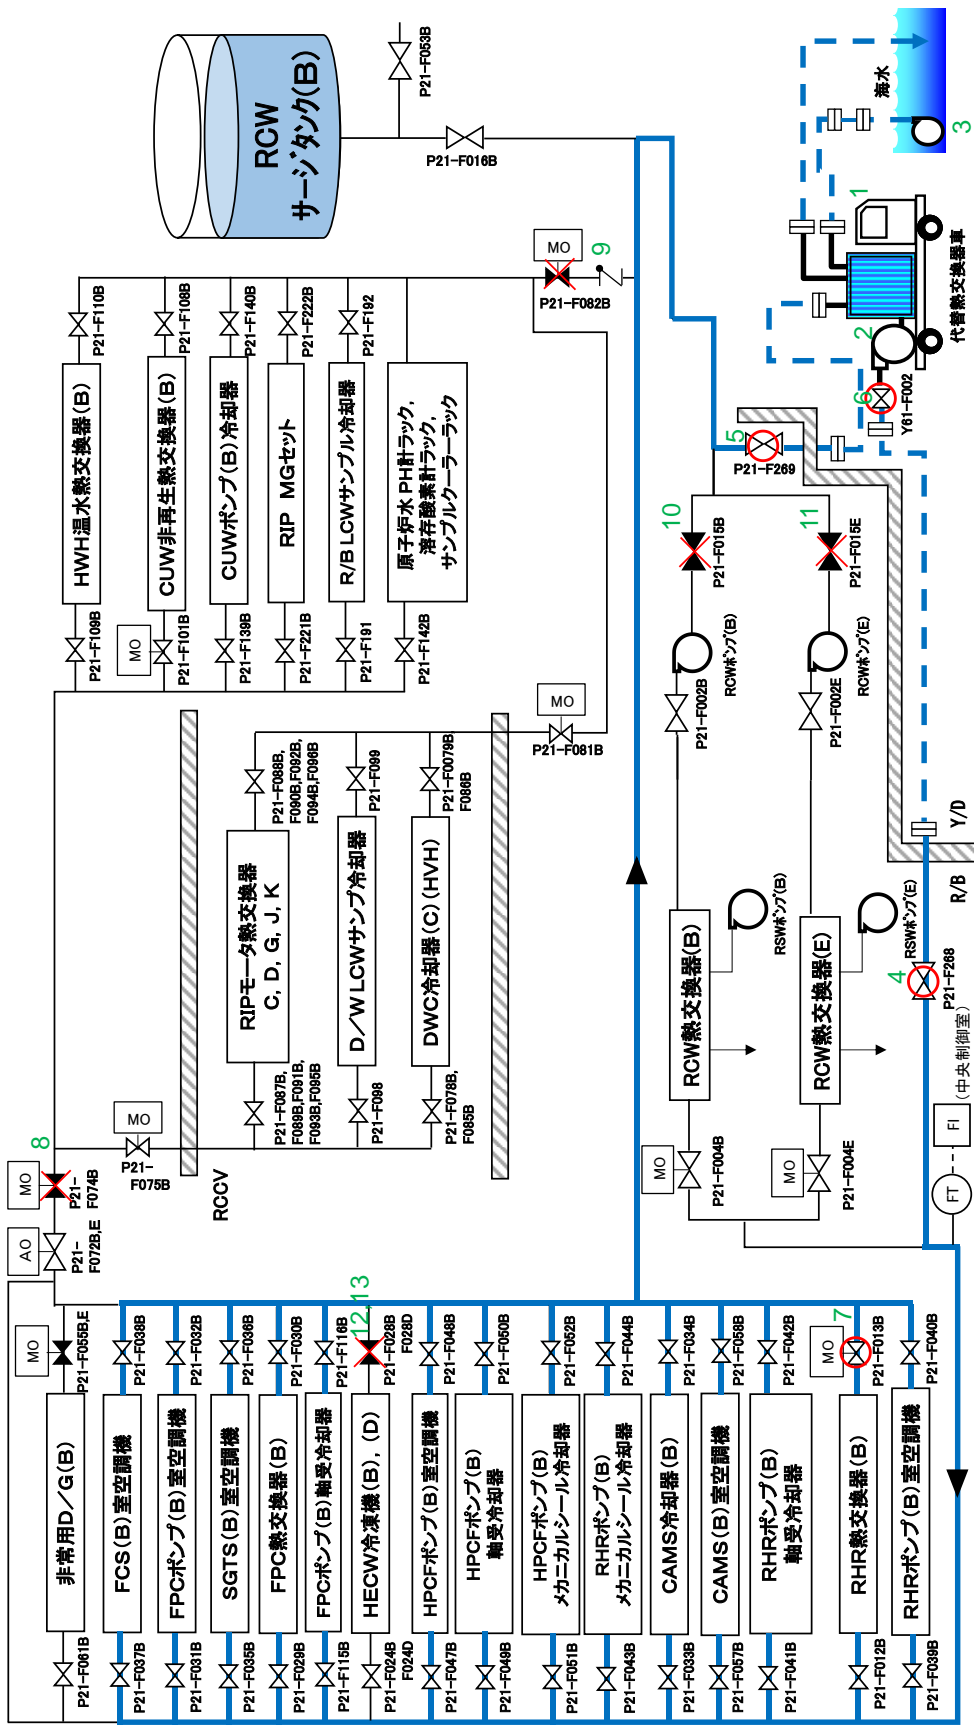 RCW
サージタンク(B)
P21-F053B
P21-F016B
海水
3
1
代替熱交換器車
2
6
Y61-F002
MO
9
P21-F082B
5
P21-F269
HWH温水熱交換器(B)
P21-F109B
P21-F110B
CUW非再生熱交換器(B)
MO
P21-F101B
P21-F108B
CUWポンプ(B)冷却器
P21-F139B
P21-F140B
RIP MGセット
P21-F221B
P21-F222B
R/B LCWサンプル冷却器
P21-F191
P21-F192
原子炉水PH計ラック,
溶存酸素計ラック,
サンプルクーラーラック
P21-F142B
10
P21-F015B
11
P21-F015E
RCWポンプ(B)
P21-F002B
RCWポンプ(E)
P21-F002E
MO
P21-F081B
RIPモータ熱交換器
C, D, G, J, K
P21-F087B,
F089B,F091B,
F093B,F095B
P21-F088B,
F090B,F092B,
F094B,F096B
D/W LCWサンプ冷却器
P21-F098
P21-F099
DWC冷却器(C)(HVH)
P21-F078B,
F085B
P21-F0079B,
F086B
RCCV
Y/D
R/B
RCW熱交換器(B)
RSWポンプ(B)
MO
P21-F004B
RCW熱交換器(E)
RSWポンプ(E)
MO
P21-F004E
4
P21-F268
FT
FI
(中央制御室)
8
MO
P21-
F074B
MO
P21-
F075B
AO
P21-
F072B,E
非常用D/G(B)
P21-F061B
MO
P21-F055B,E
FCS(B)室空調機
P21-F037B
P21-F038B
FPCポンプ(B)室空調機
P21-F031B
P21-F032B
SGTS(B)室空調機
P21-F035B
P21-F036B
FPC熱交換器(B)
P21-F029B
P21-F030B
FPCポンプ(B)軸受冷却器
P21-F115B
P21-F116B
12,13
HECW冷凍機(B), (D)
P21-F024B
F024D
P21-F028B
F028D
HPCFポンプ(B)室空調機
P21-F047B
P21-F048B
HPCFポンプ(B)
軸受冷却器
P21-F049B
P21-F050B
HPCFポンプ(B)
メカニカルシール冷却器
P21-F051B
P21-F052B
RHRポンプ(B)
メカニカルシール冷却器
P21-F043B
P21-F044B
CAMS冷却器(B)
P21-F033B
P21-F034B
CAMS(B)室空調機
P21-F057B
P21-F058B
RHRポンプ(B)
軸受冷却器
P21-F041B
P21-F042B
7
RHR熱交換器(B)
P21-F012B
MO
P21-F013B
RHRポンプ(B)室空調機
P21-F039B
P21-F040B